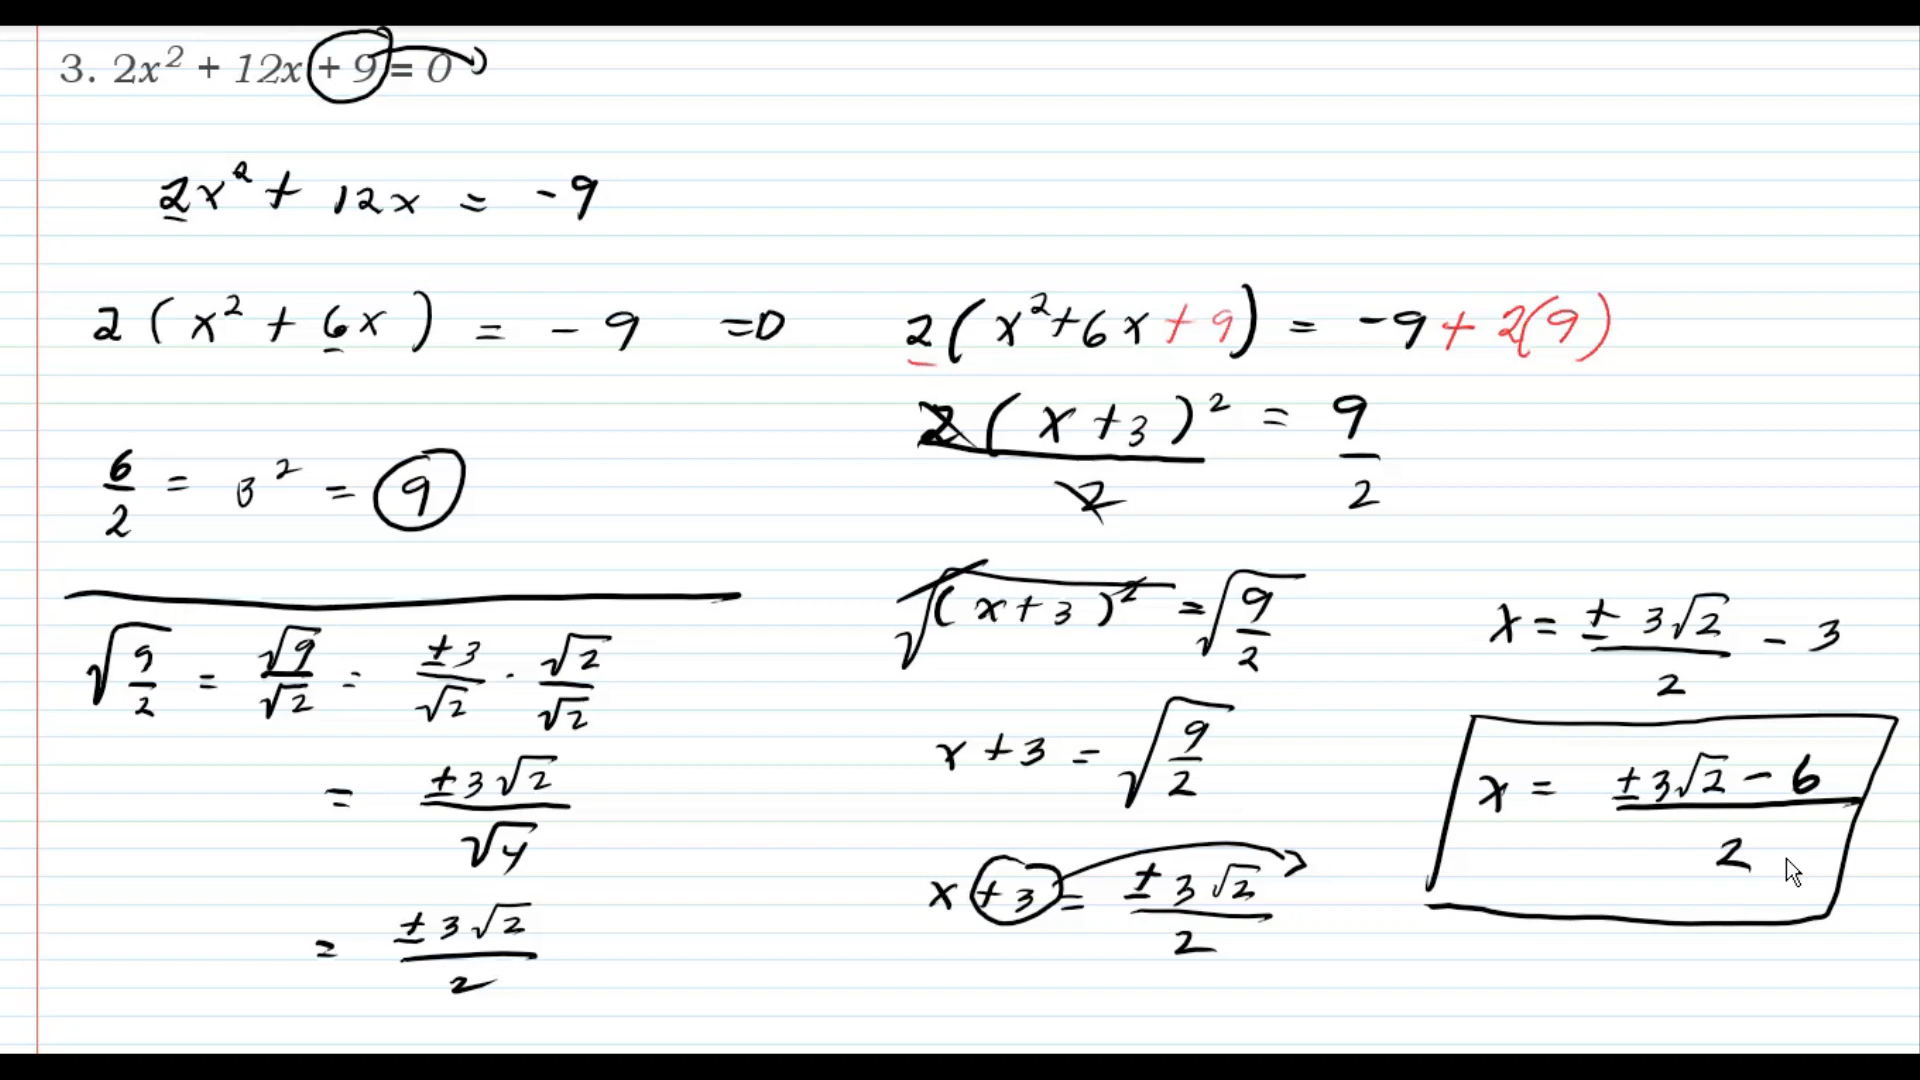 3. 2x² + 12x + 9 = 0
2x² + 12x = -9
2(x² + 6x) = -9 =0
6/2 = 3² = 9
√(9/2) = √9/√2 = ±3/√2 · √2/√2
= ±3√2/√4
= ±3√2/2
2(x²+6x+9) = -9+2(9)
2(x+3)²/2 = 9/2
√(x+3)² = √(9/2)
x+3 = √(9/2)
x+3 = ±3√2/2
x = ±3√2/2 - 3
x = (±3√2 - 6)/2